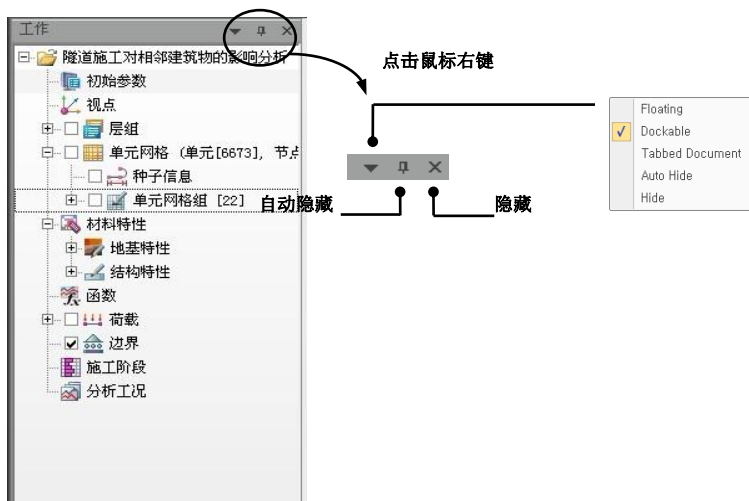 工作
隧道施工对相邻建筑物的影响分析
初始参数
视点
层组
单元网格 (单元[6673], 节点
种子信息
单元网格组 [22]
材料特性
地基特性
结构特性
函数
荷载
边界
施工阶段
分析工况
点击鼠标右键
自动隐藏
隐藏
Floating
Dockable
Tabbed Document
Auto Hide
Hide